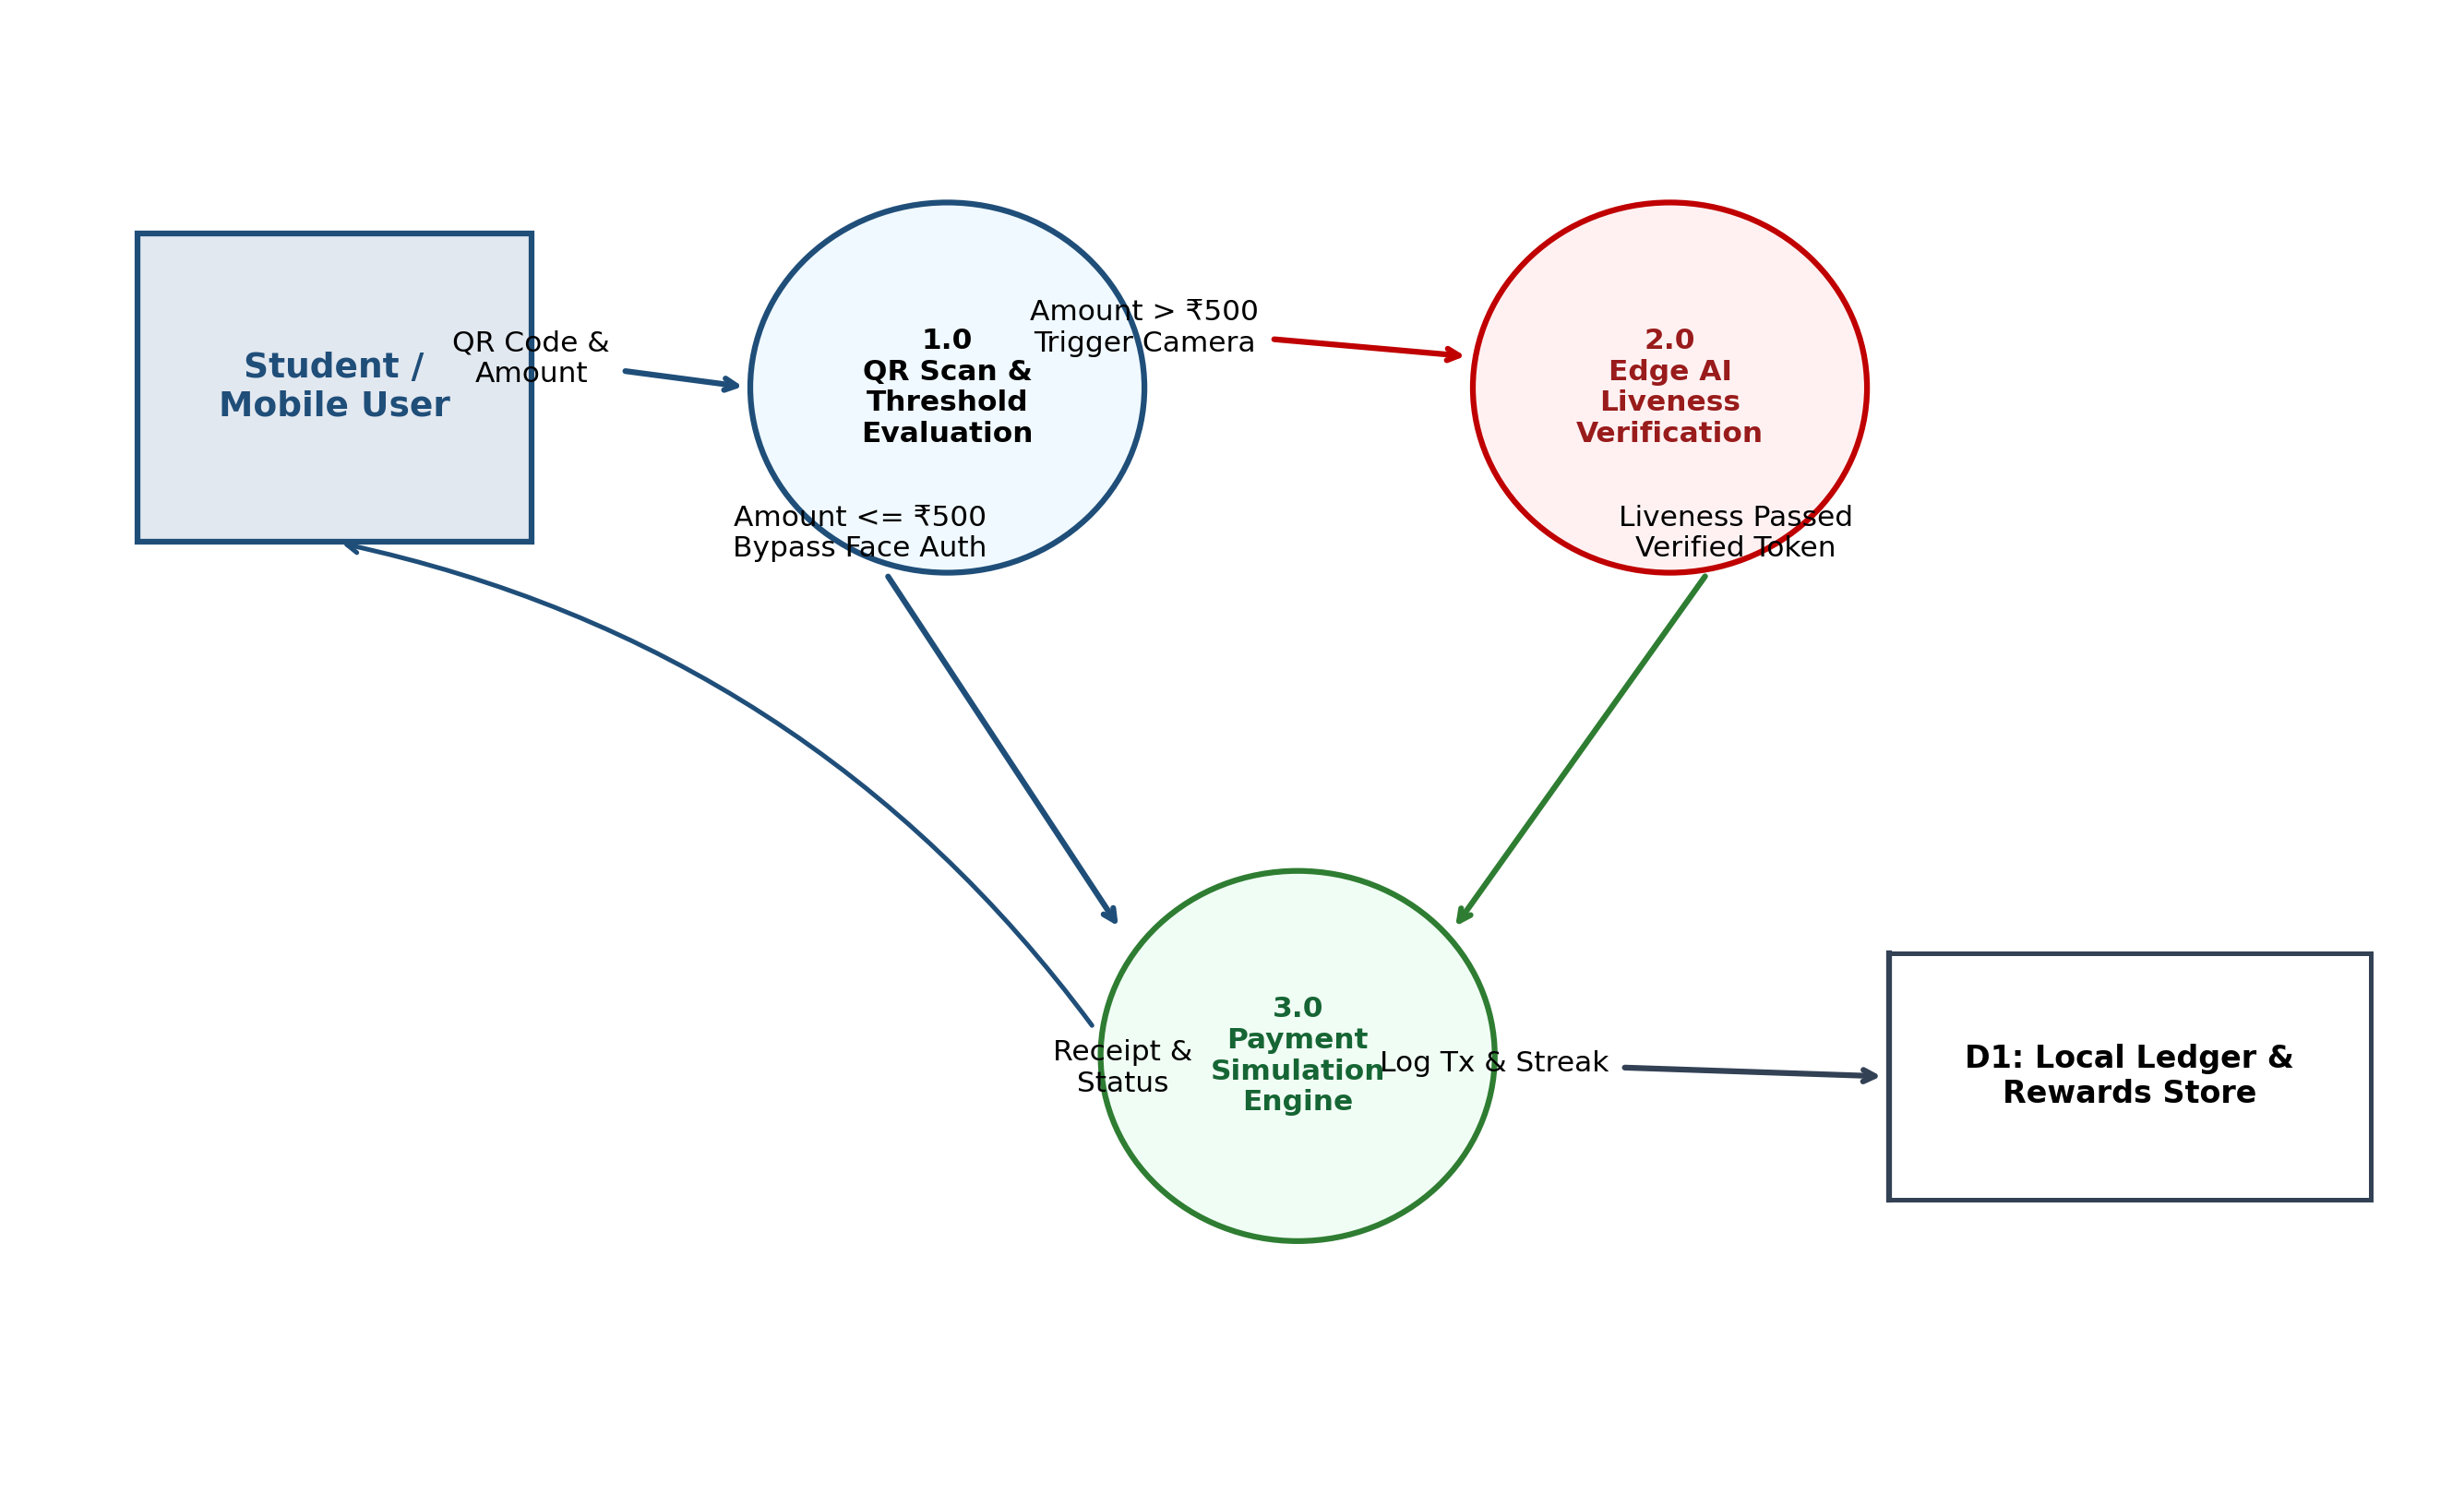 Student /
Mobile User
QR Code &
Amount
1.0
QR Scan &
Threshold
Evaluation
Amount > ₹500
Trigger Camera
2.0
Edge AI
Liveness
Verification
Amount <= ₹500
Bypass Face Auth
Liveness Passed
Verified Token
Receipt &
Status
3.0
Payment
Simulation
Engine
Log Tx & Streak
D1: Local Ledger &
Rewards Store